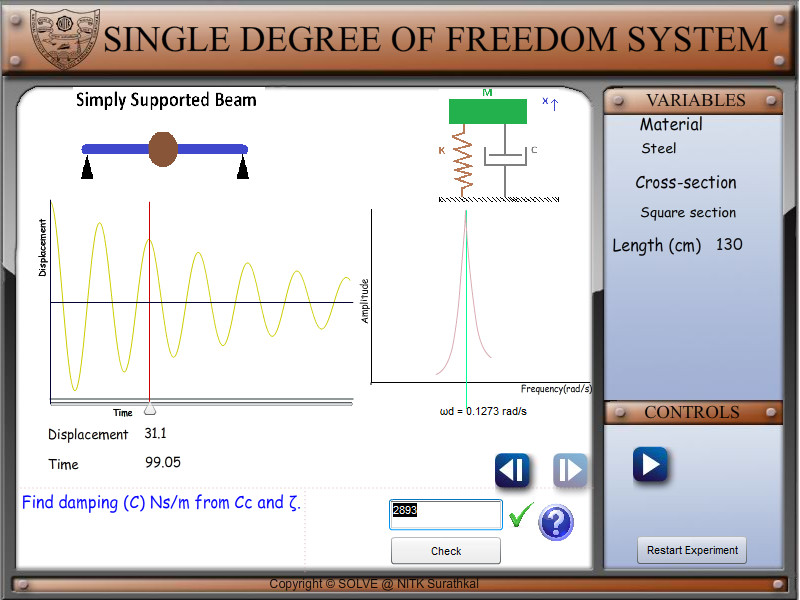 SINGLE DEGREE OF FREEDOM SYSTEM
Simply Supported Beam
M
X
K
C
Displacement
Time
Amplitude
Frequency(rad/s)
ωd = 0.1273 rad/s
Displacement 31.1
Time 99.05
Find damping (C) Ns/m from Cc and ζ.
2893
?
Check
VARIABLES
Material
Steel
Cross-section
Square section
Length (cm) 130
CONTROLS
Restart Experiment
Copyright © SOLVE @ NITK Surathkal